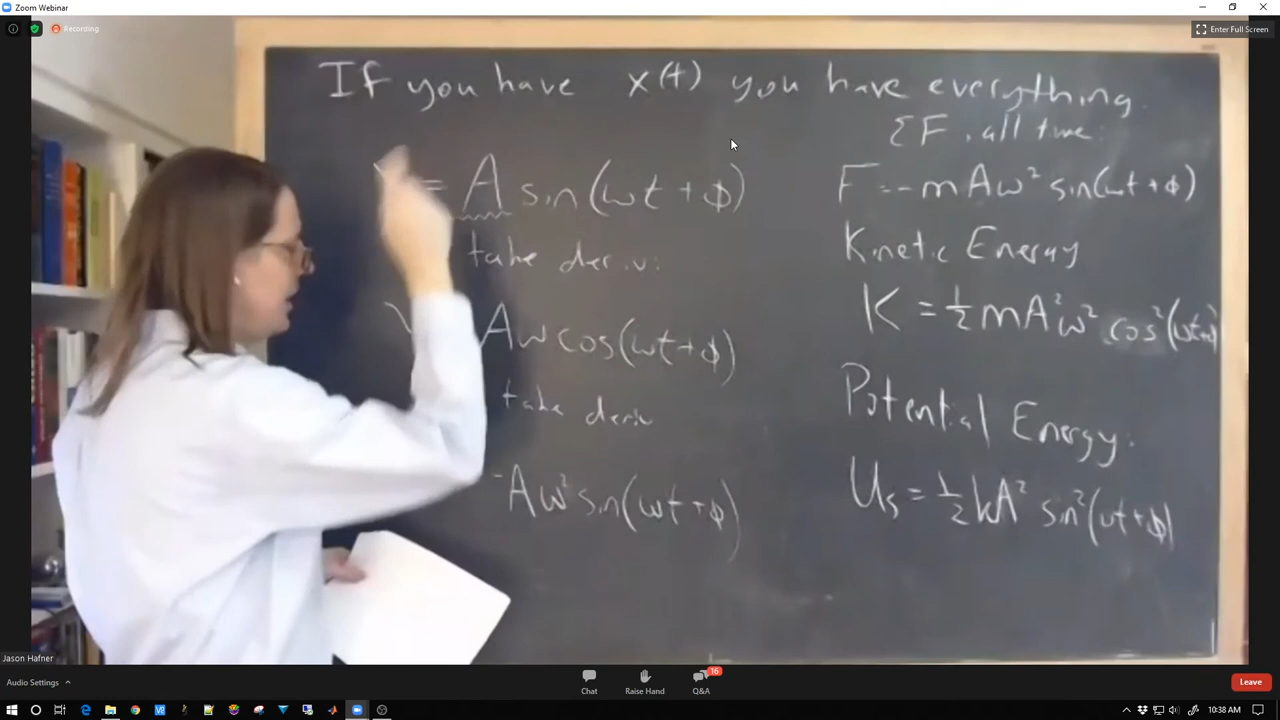 Zoom Webinar
Recording
Enter Full Screen
If you have x(t) you have everything.
ΣF, all time:
= A sin(ωt+ϕ)
F=-mAω² sin(ωt+ϕ)
take deriv:
Kinetic Energy
Aω cos(ωt+ϕ)
K = ½mA²ω² cos²(ωt+ϕ)
take deriv
Potential Energy.
-Aω² sin(ωt+ϕ)
Us = ½kA² sin²(ωt+ϕ)
Jason Hafner
Audio Settings
Chat
Raise Hand
16
Q&A
Leave
10:38 AM